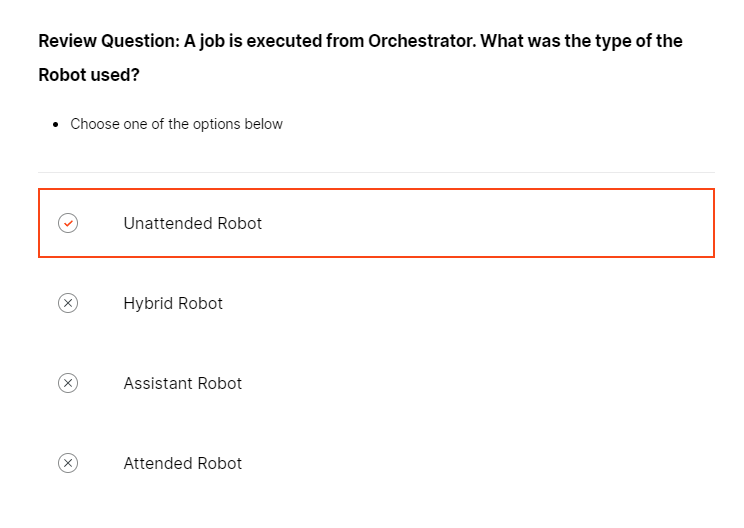 Review Question: A job is executed from Orchestrator. What was the type of the
Robot used?
Choose one of the options below
Unattended Robot
Hybrid Robot
Assistant Robot
Attended Robot